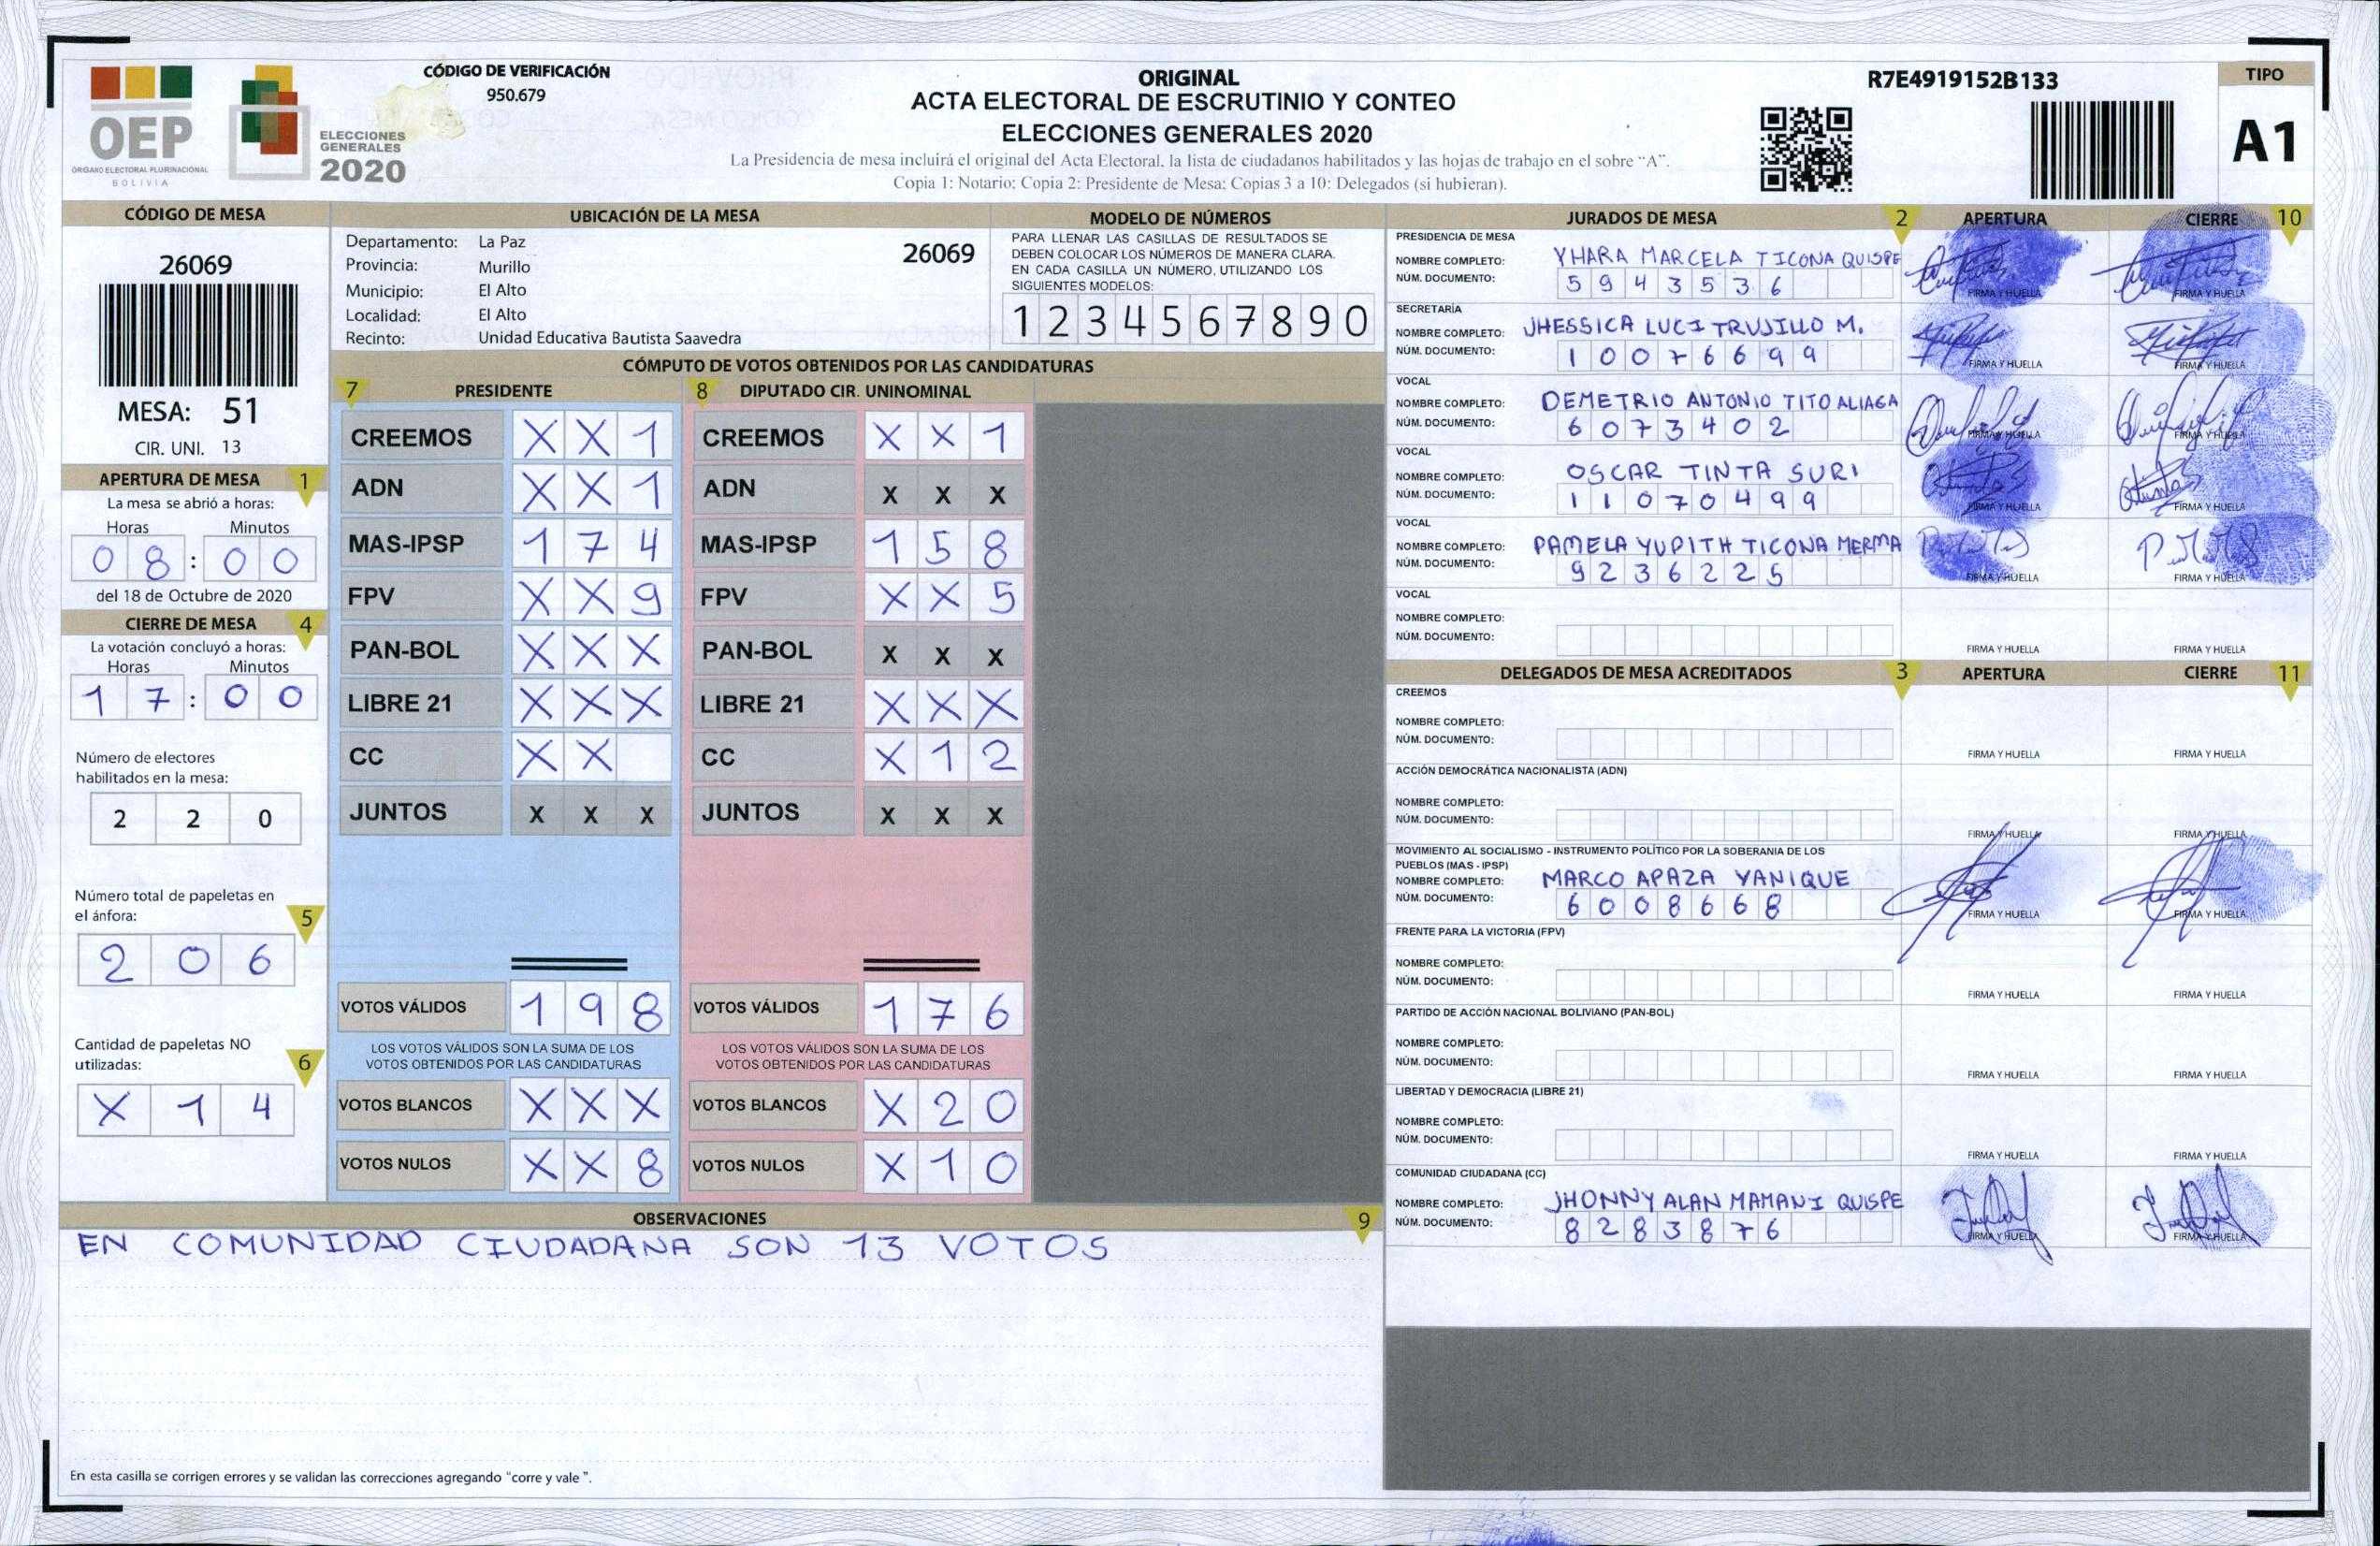 OEP
ÓRGANO ELECTORAL PLURINACIONAL
BOLIVIA
ELECCIONES
GENERALES
2020
CÓDIGO DE VERIFICACIÓN
950.679
ORIGINAL
ACTA ELECTORAL DE ESCRUTINIO Y CONTEO
ELECCIONES GENERALES 2020
La Presidencia de mesa incluirá el original del Acta Electoral, la lista de ciudadanos habilitados y las hojas de trabajo en el sobre "A".
Copia 1: Notario; Copia 2: Presidente de Mesa; Copias 3 a 10: Delegados (si hubieran).
R7E4919152B133
TIPO
A1
CÓDIGO DE MESA
26069
MESA: 51
CIR. UNI. 13
APERTURA DE MESA 1
La mesa se abrió a horas:
Horas Minutos
0 8 : 0 0
del 18 de Octubre de 2020
CIERRE DE MESA 4
La votación concluyó a horas:
Horas Minutos
1 7 : 0 0
Número de electores
habilitados en la mesa:
2 2 0
Número total de papeletas en
el ánfora: 5
2 0 6
Cantidad de papeletas NO
utilizadas: 6
X 1 4
UBICACIÓN DE LA MESA
Departamento: La Paz 26069
Provincia: Murillo
Municipio: El Alto
Localidad: El Alto
Recinto: Unidad Educativa Bautista Saavedra
MODELO DE NÚMEROS
PARA LLENAR LAS CASILLAS DE RESULTADOS SE
DEBEN COLOCAR LOS NÚMEROS DE MANERA CLARA.
EN CADA CASILLA UN NÚMERO, UTILIZANDO LOS
SIGUIENTES MODELOS:
1 2 3 4 5 6 7 8 9 0
CÓMPUTO DE VOTOS OBTENIDOS POR LAS CANDIDATURAS
7 PRESIDENTE 8 DIPUTADO CIR. UNINOMINAL
CREEMOS X X 1 CREEMOS X X 1
ADN X X 1 ADN X X X
MAS-IPSP 1 7 4 MAS-IPSP 1 5 8
FPV X X 9 FPV X X 5
PAN-BOL X X X PAN-BOL X X X
LIBRE 21 X X X LIBRE 21 X X X
CC X X CC X 1 2
JUNTOS X X X JUNTOS X X X
VOTOS VÁLIDOS 1 9 8 VOTOS VÁLIDOS 1 7 6
LOS VOTOS VÁLIDOS SON LA SUMA DE LOS LOS VOTOS VÁLIDOS SON LA SUMA DE LOS
VOTOS OBTENIDOS POR LAS CANDIDATURAS VOTOS OBTENIDOS POR LAS CANDIDATURAS
VOTOS BLANCOS X X X VOTOS BLANCOS X 2 0
VOTOS NULOS X X 8 VOTOS NULOS X 1 0
OBSERVACIONES 9
EN COMUNIDAD CIUDADANA SON 13 VOTOS
En esta casilla se corrigen errores y se validan las correcciones agregando "corre y vale ".
JURADOS DE MESA 2 APERTURA CIERRE 10
PRESIDENCIA DE MESA
NOMBRE COMPLETO: YHARA MARCELA TICONA QUISPE
NÚM. DOCUMENTO: 5 9 4 3 5 3 6 FIRMA Y HUELLA FIRMA Y HUELLA
SECRETARÍA
NOMBRE COMPLETO: JHESSICA LUCI TRUJILLO M.
NÚM. DOCUMENTO: 1 0 0 7 6 6 9 9 FIRMA Y HUELLA FIRMA Y HUELLA
VOCAL
NOMBRE COMPLETO: DEMETRIO ANTONIO TITO ALIAGA
NÚM. DOCUMENTO: 6 0 7 3 4 0 2 FIRMA Y HUELLA FIRMA Y HUELLA
VOCAL
NOMBRE COMPLETO: OSCAR TINTA SURI
NÚM. DOCUMENTO: 1 1 0 7 0 4 9 9 FIRMA Y HUELLA FIRMA Y HUELLA
VOCAL
NOMBRE COMPLETO: PAMELA YUDITH TICONA MERMA
NÚM. DOCUMENTO: 9 2 3 6 2 2 5 FIRMA Y HUELLA FIRMA Y HUELLA
VOCAL
NOMBRE COMPLETO:
NÚM. DOCUMENTO: FIRMA Y HUELLA FIRMA Y HUELLA
DELEGADOS DE MESA ACREDITADOS 3 APERTURA CIERRE 11
CREEMOS
NOMBRE COMPLETO:
NÚM. DOCUMENTO: FIRMA Y HUELLA FIRMA Y HUELLA
ACCIÓN DEMOCRÁTICA NACIONALISTA (ADN)
NOMBRE COMPLETO:
NÚM. DOCUMENTO: FIRMA Y HUELLA FIRMA Y HUELLA
MOVIMIENTO AL SOCIALISMO - INSTRUMENTO POLÍTICO POR LA SOBERANIA DE LOS
PUEBLOS (MAS - IPSP)
NOMBRE COMPLETO: MARCO APAZA YANIQUE
NÚM. DOCUMENTO: 6 0 0 8 6 6 8 FIRMA Y HUELLA FIRMA Y HUELLA
FRENTE PARA LA VICTORIA (FPV)
NOMBRE COMPLETO:
NÚM. DOCUMENTO: FIRMA Y HUELLA FIRMA Y HUELLA
PARTIDO DE ACCIÓN NACIONAL BOLIVIANO (PAN-BOL)
NOMBRE COMPLETO:
NÚM. DOCUMENTO: FIRMA Y HUELLA FIRMA Y HUELLA
LIBERTAD Y DEMOCRACIA (LIBRE 21)
NOMBRE COMPLETO:
NÚM. DOCUMENTO: FIRMA Y HUELLA FIRMA Y HUELLA
COMUNIDAD CIUDADANA (CC)
NOMBRE COMPLETO: JHONNY ALAN MAMANI QUISPE
NÚM. DOCUMENTO: 8 2 8 3 8 7 6 FIRMA Y HUELLA FIRMA Y HUELLA